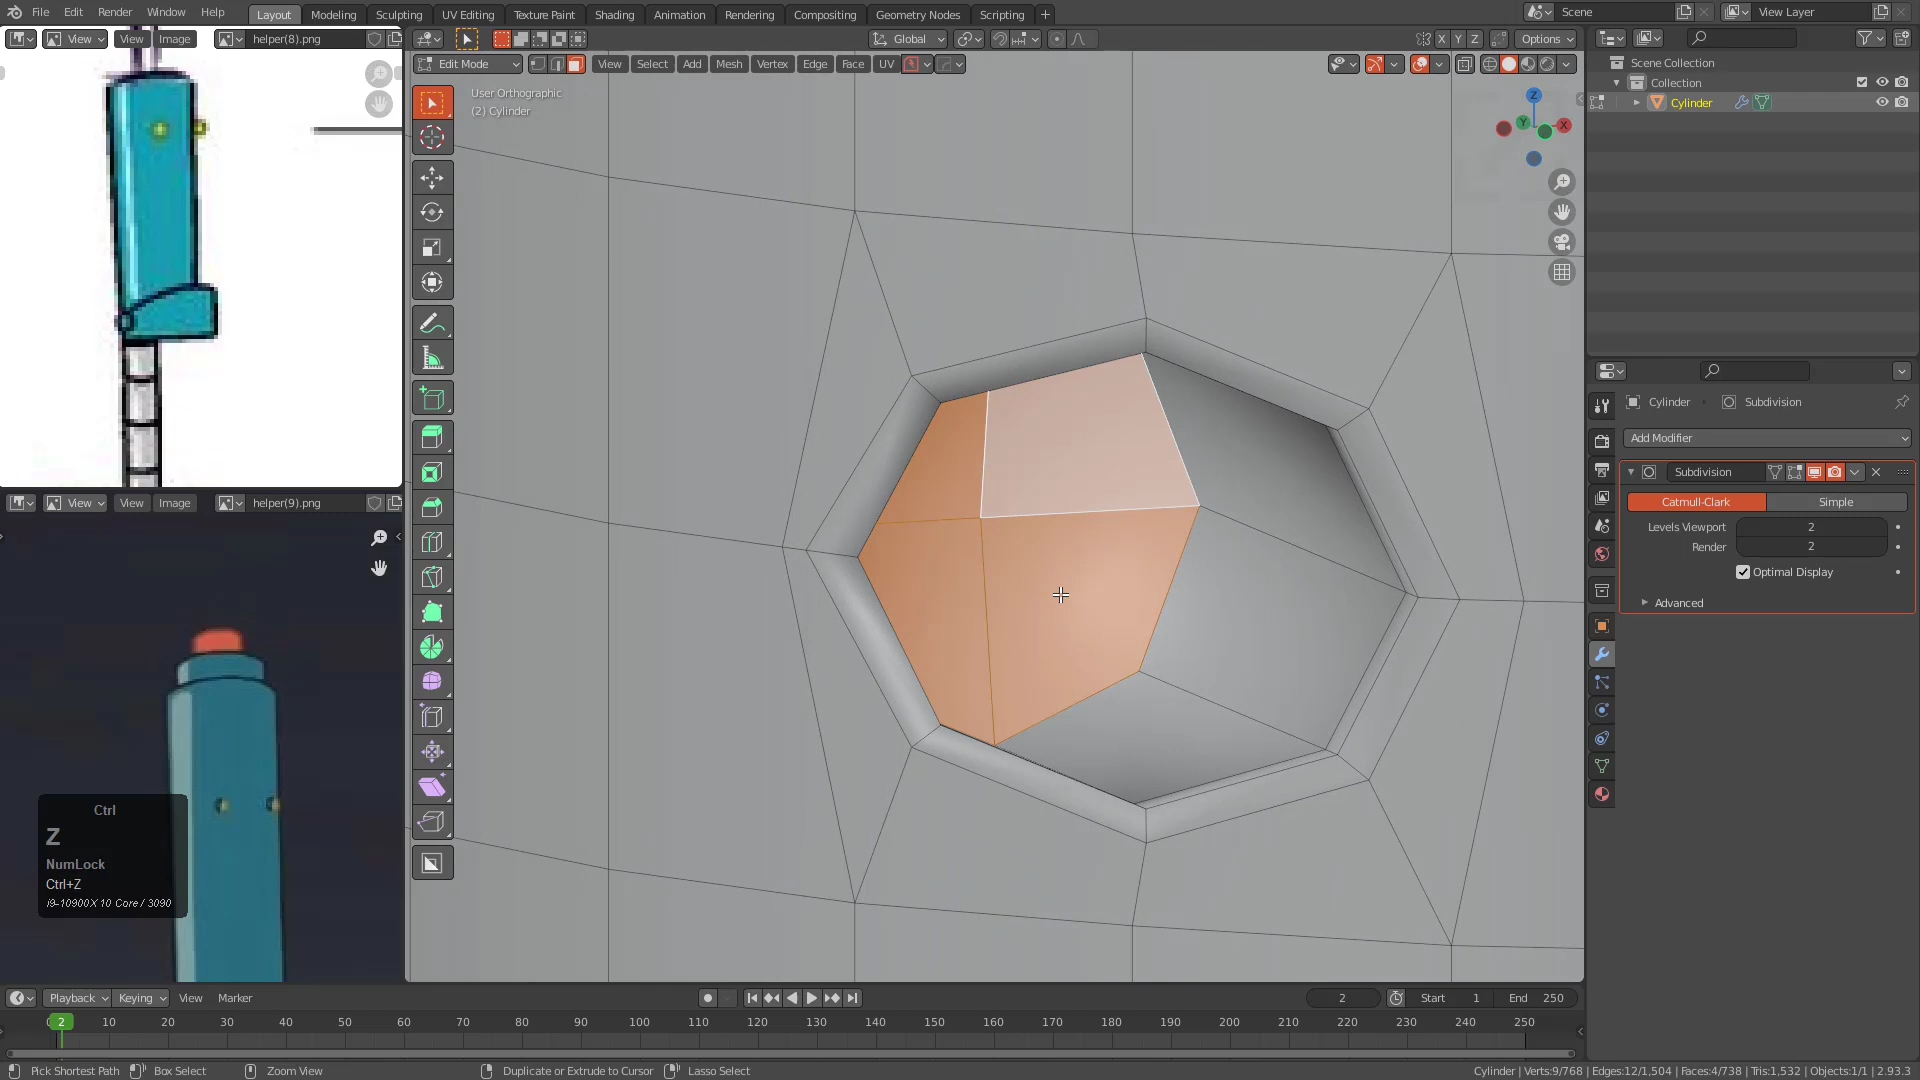 File Edit Render Window Help
Layout Modeling Sculpting UV Editing Texture Paint Shading Animation Rendering Compositing Geometry Nodes Scripting +
Scene View Layer
View View Image helper(8).png
Global X Y Z Options
Edit Mode View Select Add Mesh Vertex Edge Face UV
User Orthographic
(2) Cylinder
Z
Y
X
Scene Collection
Collection
Cylinder
Cylinder Subdivision
Add Modifier
Subdivision
Catmull-Clark Simple
Levels Viewport 2
Render 2
Optimal Display
Advanced
View View Image helper(9).png
Ctrl
Z
NumLock
Ctrl+Z
i9-10900X 10 Core / 3090
Playback Keying View Marker
2 Start 1 End 250
2 10 20 30 40 50 60 70 80 90 100 110 120 130 140 150 160 170 180 190 200 210 220 230 240 250
Pick Shortest Path Box Select Zoom View Duplicate or Extrude to Cursor Lasso Select
Cylinder | Verts:9/768 | Edges:12/1,504 | Faces:4/738 | Tris:1,532 | Objects:1/1 | 2.93.3